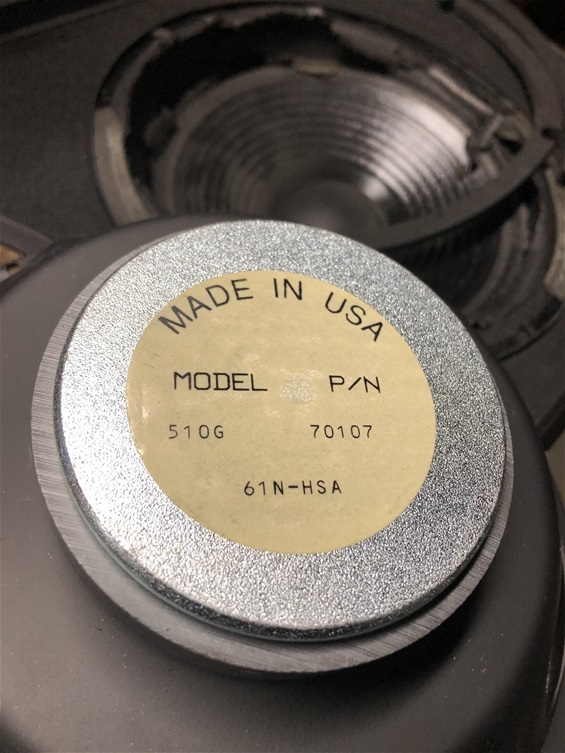 MADE IN USA
MODEL P/N
510G 70107
61N-HSA